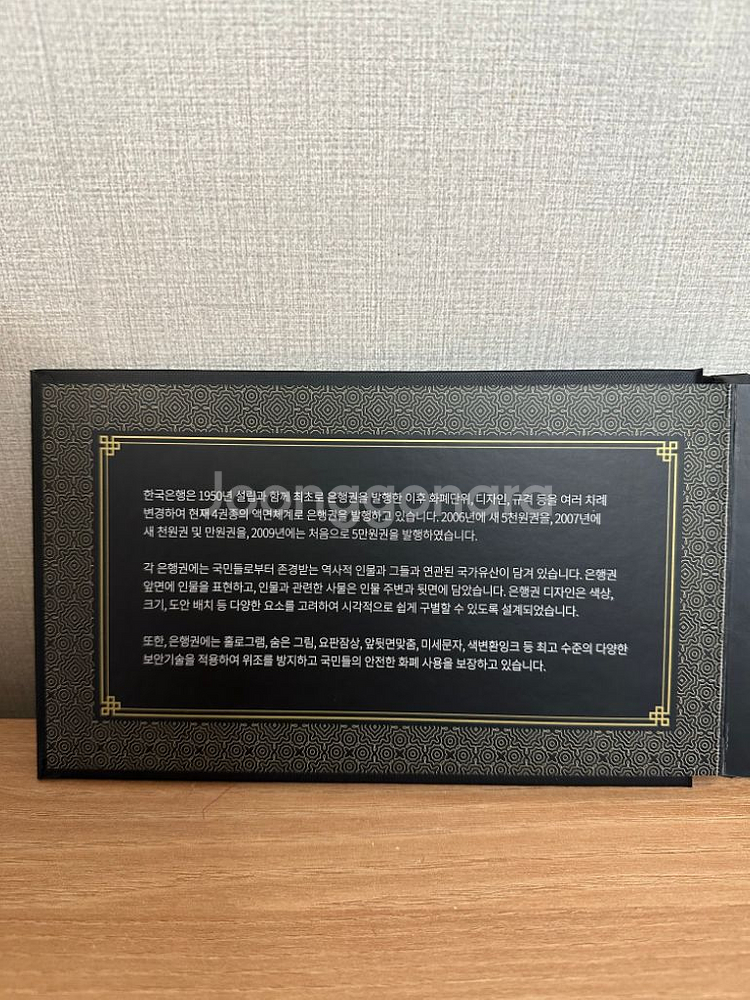 한국은행은 1950년 설립과 함께 최초로 은행권을 발행한 이후 화폐단위, 디자인, 규격 등을 여러 차례
변경하여 현재 4권종의 액면체계로 은행권을 발행하고 있습니다. 2006년에 새 5천원권을, 2007년에
새 천원권 및 만원권을, 2009년에는 처음으로 5만원권을 발행하였습니다.
각 은행권에는 국민들로부터 존경받는 역사적 인물과 그들과 연관된 국가유산이 담겨 있습니다. 은행권
앞면에 인물을 표현하고, 인물과 관련한 사물은 인물 주변과 뒷면에 담았습니다. 은행권 디자인은 색상,
크기, 도안 배치 등 다양한 요소를 고려하여 시각적으로 쉽게 구별할 수 있도록 설계되었습니다.
또한, 은행권에는 홀로그램, 숨은 그림, 요판잠상, 앞뒷면맞춤, 미세문자, 색변환잉크 등 최고 수준의 다양한
보안기술을 적용하여 위조를 방지하고 국민들의 안전한 화폐 사용을 보장하고 있습니다.
joonggonara